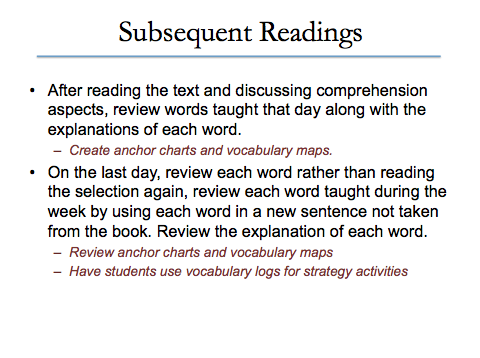 Subsequent Readings
• After reading the text and discussing comprehension
aspects, review words taught that day along with the
explanations of each word.
– Create anchor charts and vocabulary maps.
• On the last day, review each word rather than reading
the selection again, review each word taught during the
week by using each word in a new sentence not taken
from the book. Review the explanation of each word.
– Review anchor charts and vocabulary maps
– Have students use vocabulary logs for strategy activities